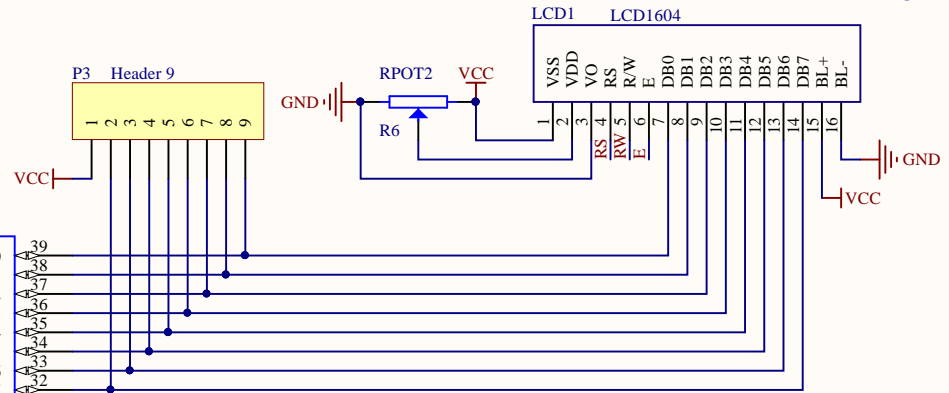 LCD1 LCD1604
P3 Header 9
RPOT2
VCC
GND
R6
VSS
VDD
VO
RS
R/W
E
DB0
DB1
DB2
DB3
DB4
DB5
DB6
DB7
BL+
BL-
1 2 3 4 5 6 7 8 9
1 2 3 4 5 6 7 8 9 10 11 12 13 14 15 16
RS
RW
E
GND
VCC
VCC
39
38
37
36
35
34
33
32